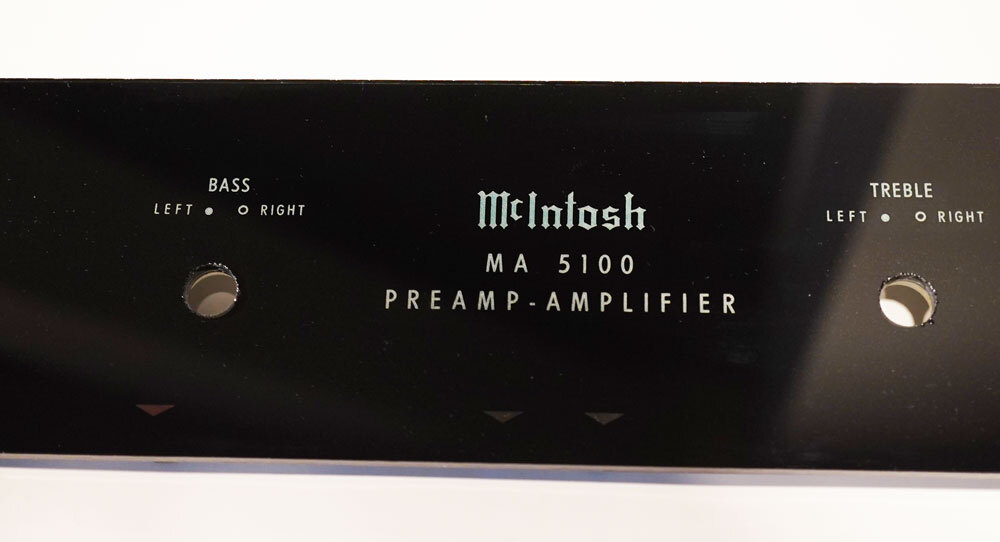 BASS
LEFT ● ○ RIGHT
McIntosh
MA 5100
PREAMP-AMPLIFIER
TREBLE
LEFT ● ○ RIGHT